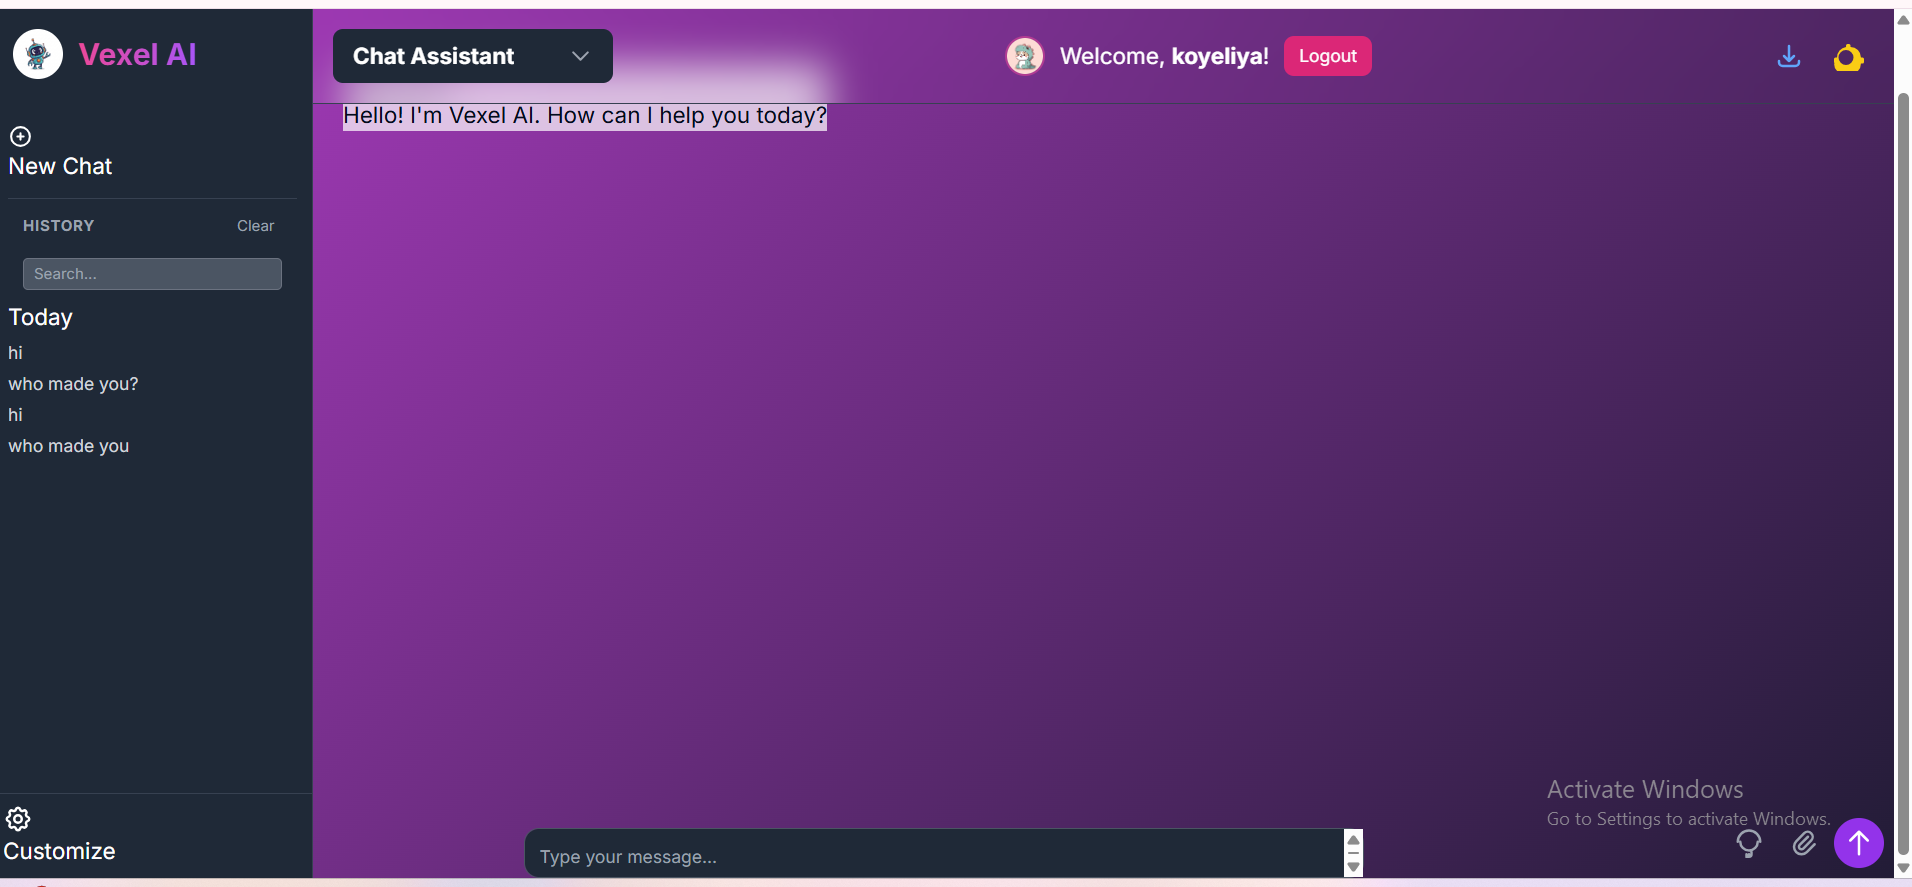 Vexel AI
New Chat
HISTORY
Clear
Search...
Today
hi
who made you?
hi
who made you
Customize
Chat Assistant
Welcome, koyeliya!
Logout
Hello! I'm Vexel AI. How can I help you today?
Type your message...
Activate Windows
Go to Settings to activate Windows.